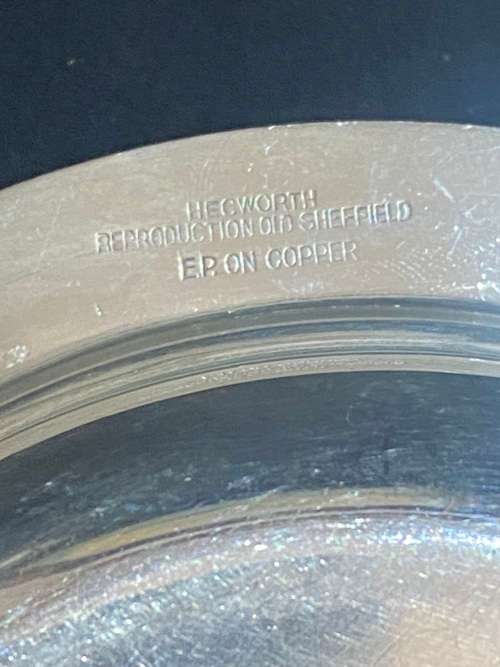 HECWORTH
REPRODUCTION OLD SHEFFIELD
E.P. ON COPPER